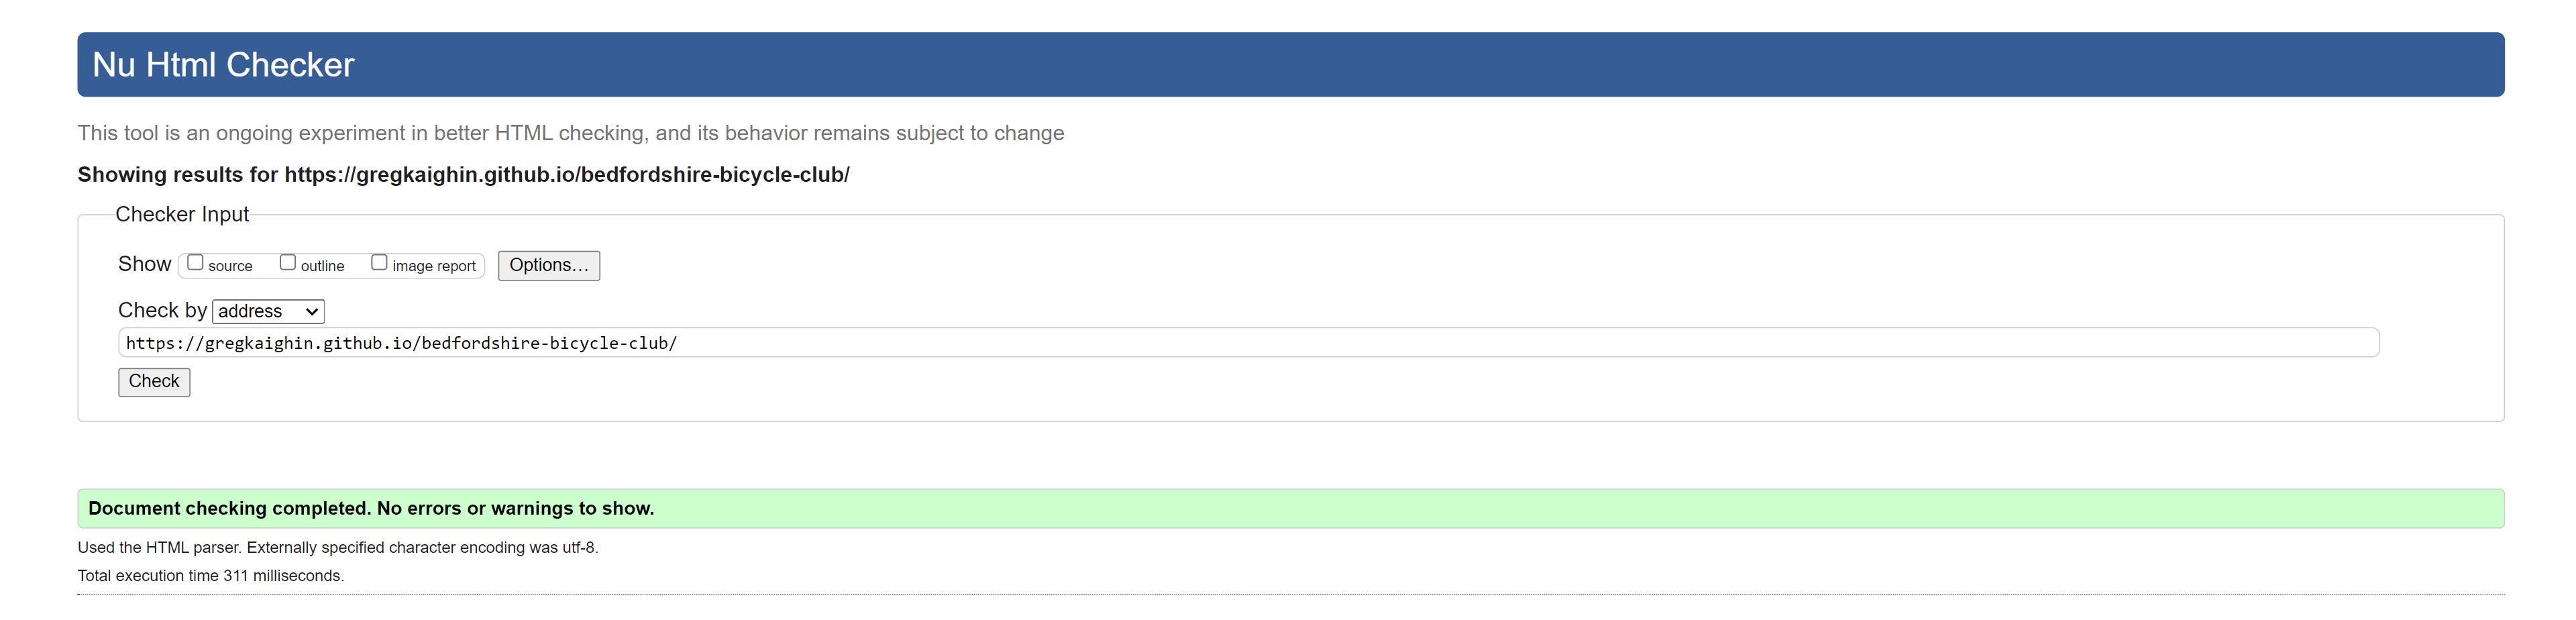 Nu Html Checker
This tool is an ongoing experiment in better HTML checking, and its behavior remains subject to change
Showing results for https://gregkaighin.github.io/bedfordshire-bicycle-club/
Checker Input
Show source outline image report Options...
Check by address
https://gregkaighin.github.io/bedfordshire-bicycle-club/
Check
Document checking completed. No errors or warnings to show.
Used the HTML parser. Externally specified character encoding was utf-8.
Total execution time 311 milliseconds.